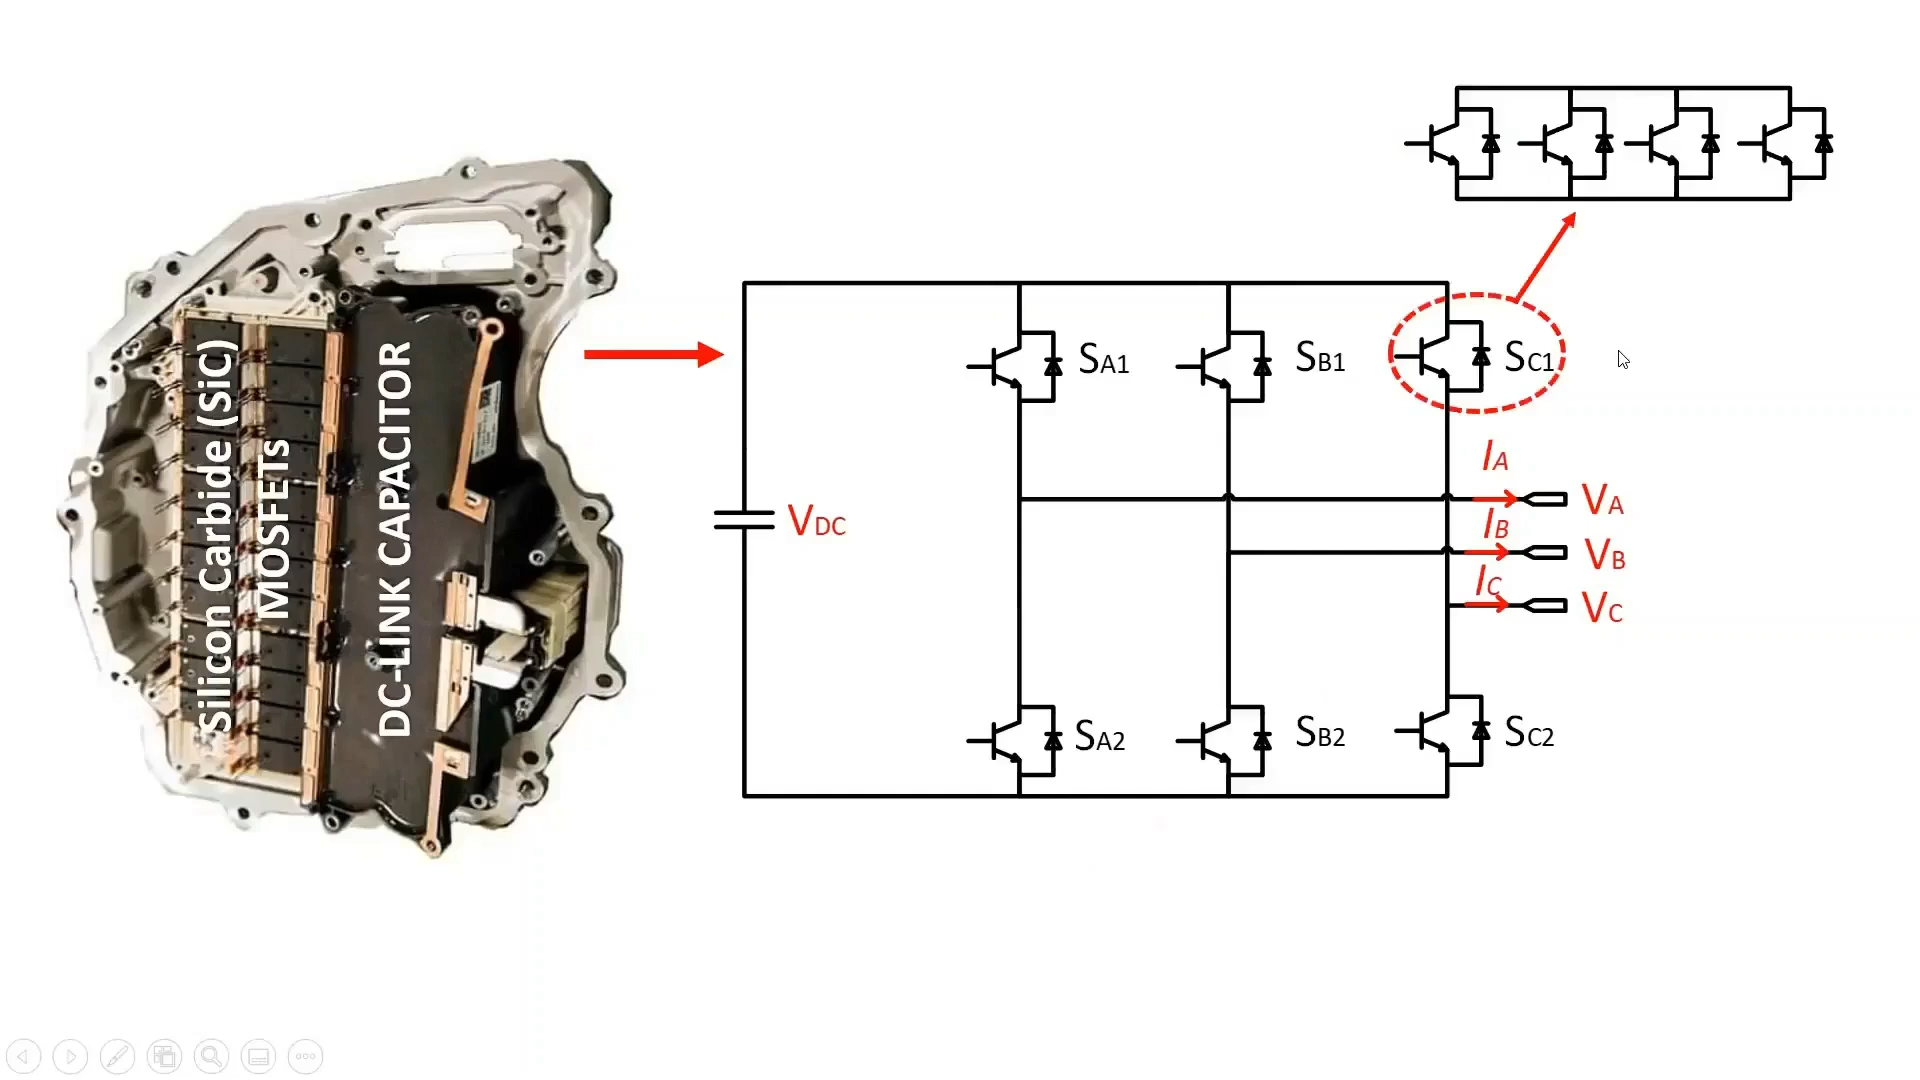 Silicon Carbide (SiC)
MOSFETs
DC-LINK CAPACITOR
VDC
SA1
SB1
SC1
IA
VA
IB
VB
IC
VC
SA2
SB2
SC2